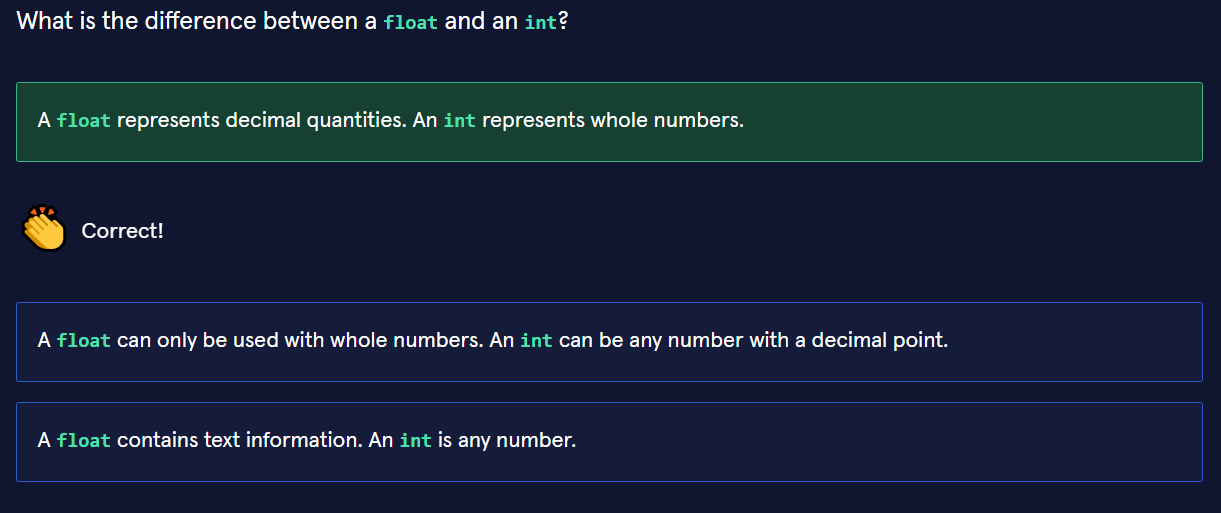 What is the difference between a float and an int?
A float represents decimal quantities. An int represents whole numbers.
Correct!
A float can only be used with whole numbers. An int can be any number with a decimal point.
A float contains text information. An int is any number.